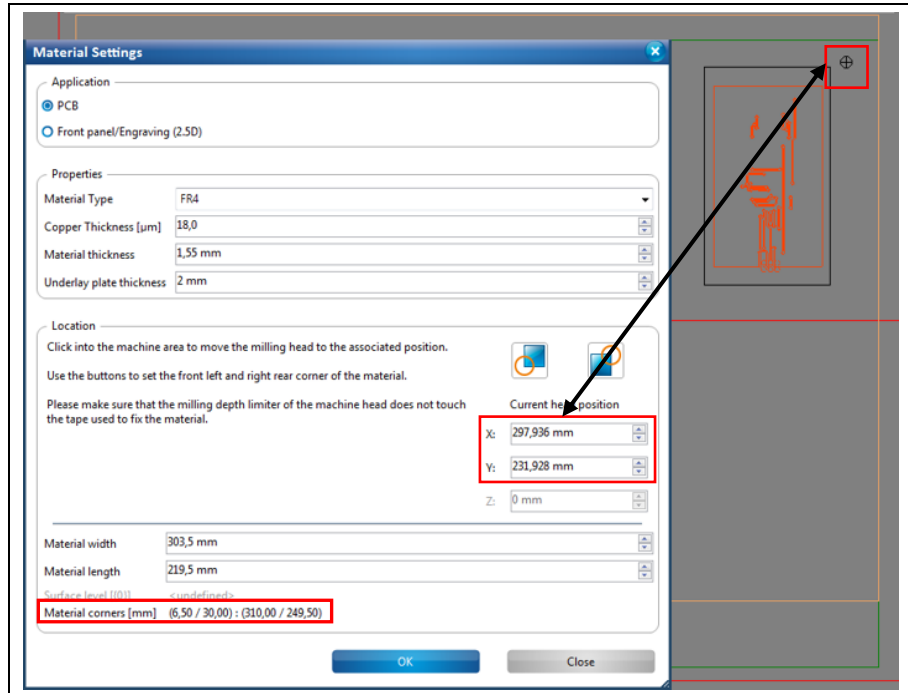 Material Settings
Application
PCB
Front panel/Engraving (2.5D)
Properties
Material Type FR4
Copper Thickness [µm] 18,0
Material thickness 1,55 mm
Underlay plate thickness 2 mm
Location
Click into the machine area to move the milling head to the associated position.
Use the buttons to set the front left and right rear corner of the material.
Please make sure that the milling depth limiter of the machine head does not touch
the tape used to fix the material.
Current head position
X: 297,936 mm
Y: 231,928 mm
Z: 0 mm
Material width 303,5 mm
Material length 219,5 mm
Surface level [(0)] <undefined>
Material corners [mm] (6,50 / 30,00) : (310,00 / 249,50)
OK Close